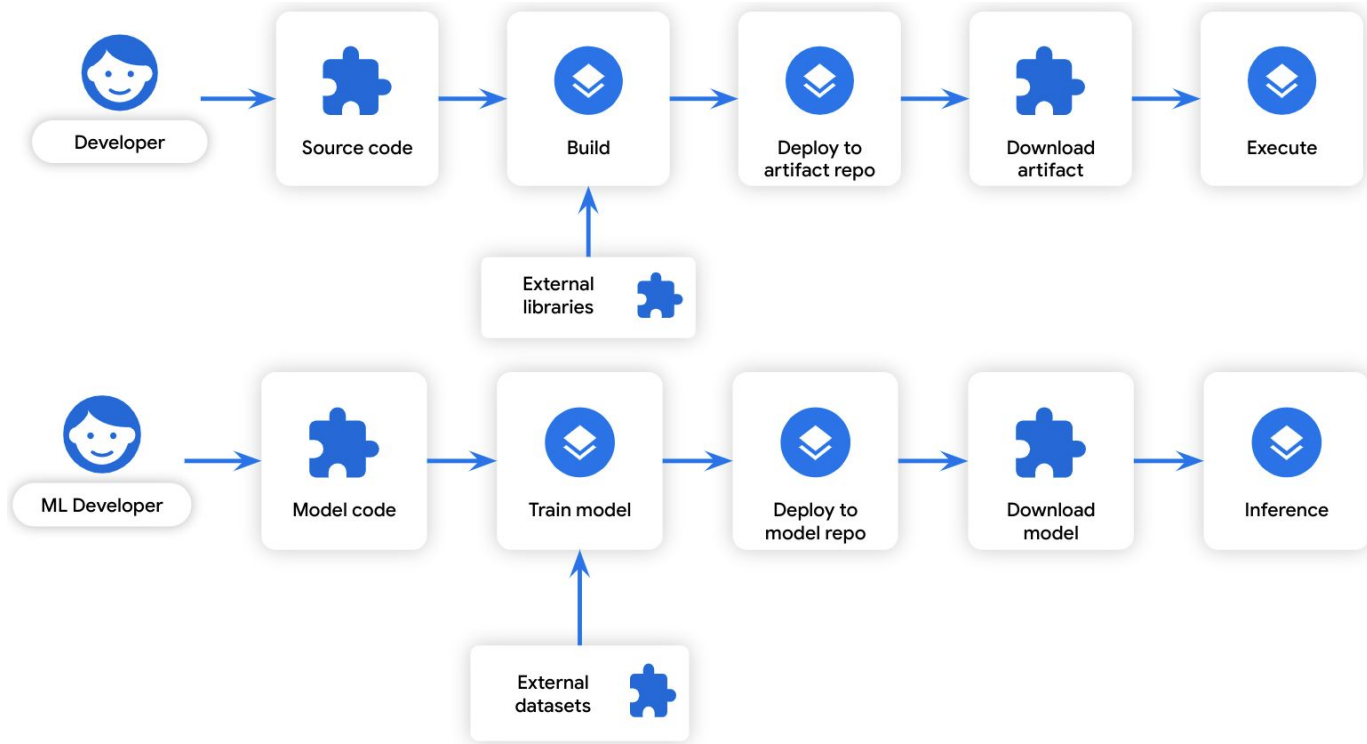 Developer
Source code
Build
Deploy to
artifact repo
Download
artifact
Execute
External
libraries
ML Developer
Model code
Train model
Deploy to
model repo
Download
model
Inference
External
datasets